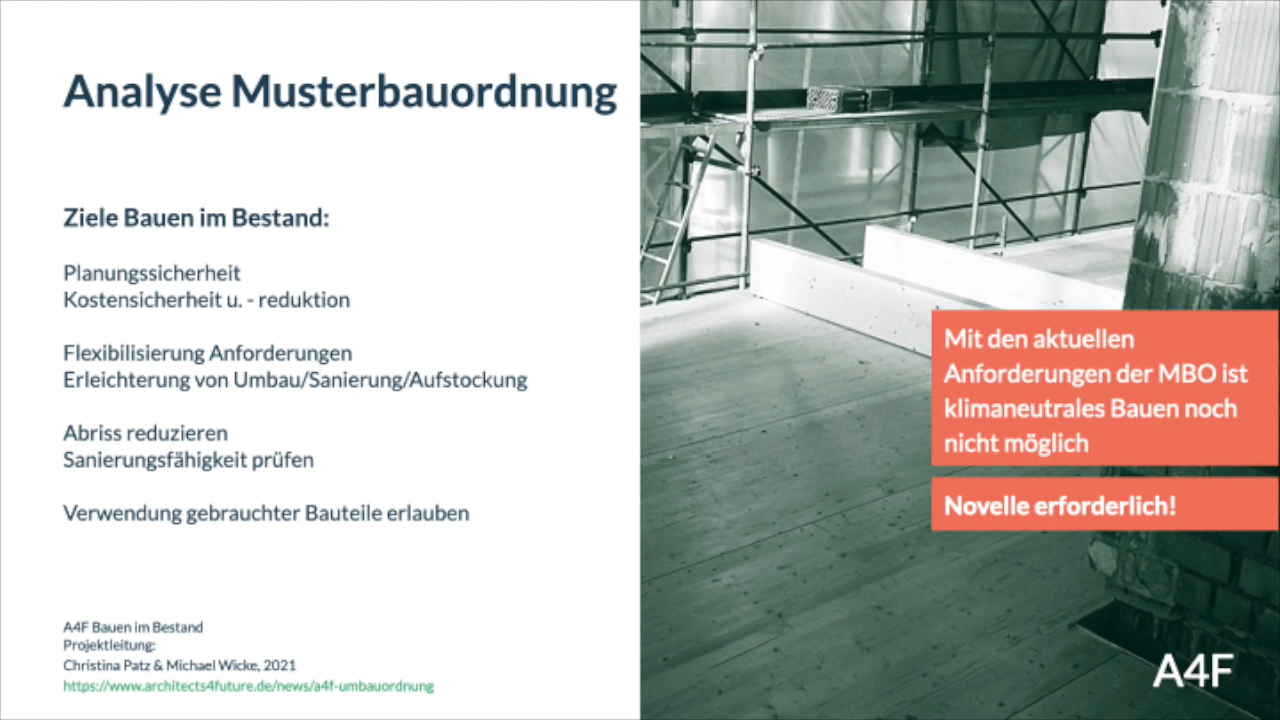 Analyse Musterbauordnung
Ziele Bauen im Bestand:
Planungssicherheit
Kostensicherheit u. - reduktion
Flexibilisierung Anforderungen
Erleichterung von Umbau/Sanierung/Aufstockung
Abriss reduzieren
Sanierungsfähigkeit prüfen
Verwendung gebrauchter Bauteile erlauben
A4F Bauen im Bestand
Projektleitung:
Christina Patz & Michael Wicke, 2021
https://www.architects4future.de/news/a4f-umbauordnung
Mit den aktuellen
Anforderungen der MBO ist
klimaneutrales Bauen noch
nicht möglich
Novelle erforderlich!
A4F